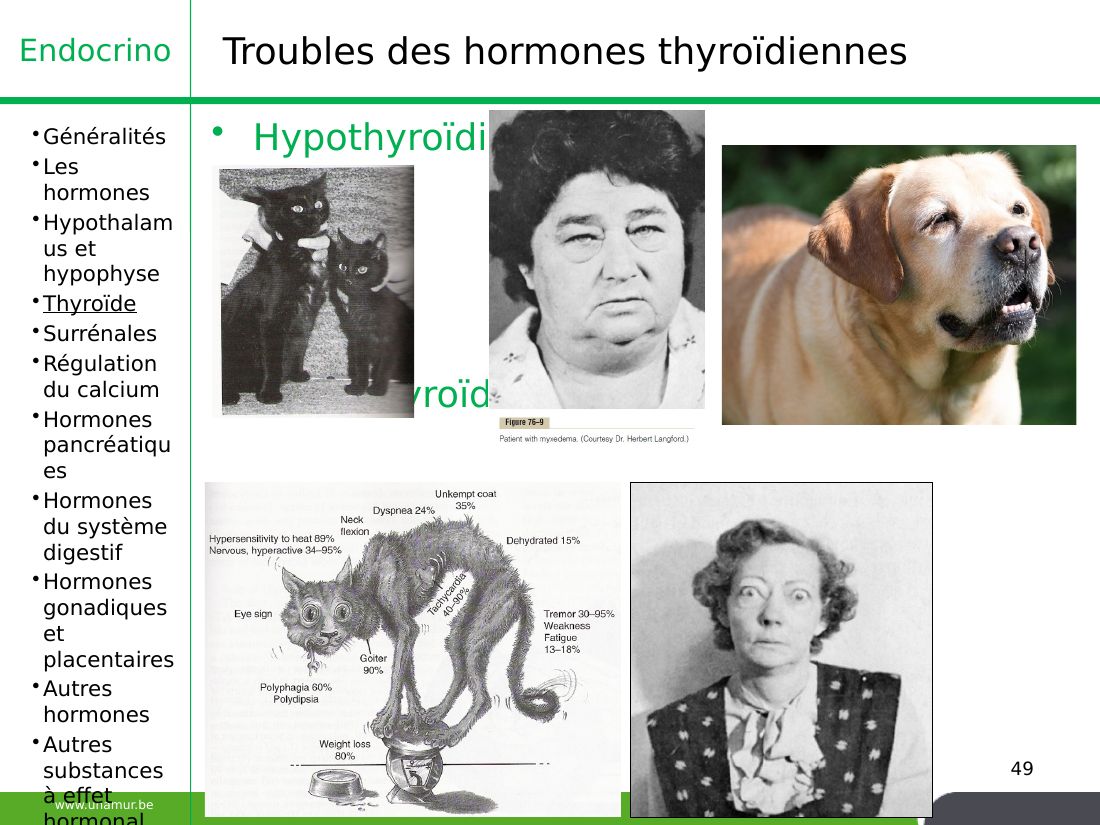 Endocrino
Troubles des hormones thyroïdiennes
•Généralités
•Les
hormones
•Hypothalam
us et
hypophyse
•Thyroïde
•Surrénales
•Régulation
du calcium
•Hormones
pancréatiqu
es
•Hormones
du système
digestif
•Hormones
gonadiques
et
placentaires
•Autres
hormones
•Autres
substances
à effet
hormonal
www.unamur.be
• Hypothyroïdi
yroïd
Figure 76–9
Patient with myxedema. (Courtesy Dr. Herbert Langford.)
Unkempt coat
35%
Dyspnea 24%
Neck
flexion
Hypersensitivity to heat 89%
Nervous, hyperactive 34–95%
Dehydrated 15%
Tachycardia
40–90%
Eye sign
Tremor 30–95%
Weakness
Fatigue
13–18%
Goiter
90%
Polyphagia 60%
Polydipsia
Weight loss
80%
49